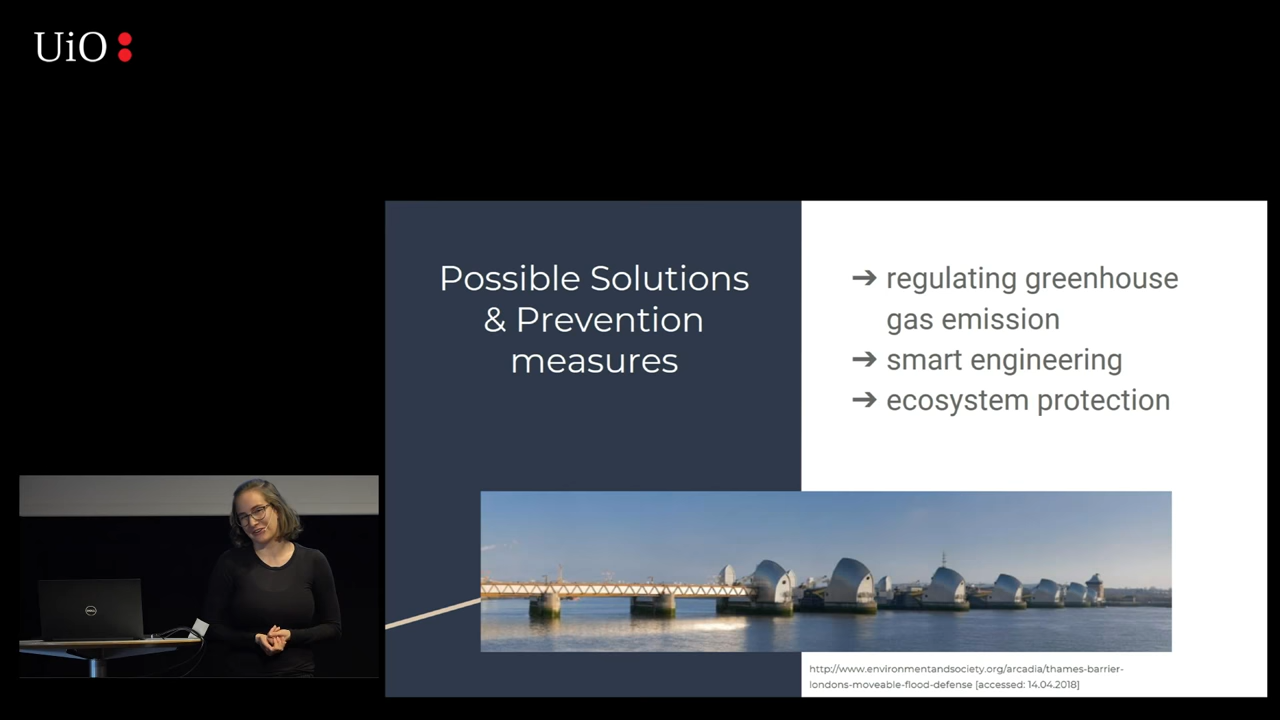 UiO
Possible Solutions
& Prevention
measures
➔ regulating greenhouse
gas emission
➔ smart engineering
➔ ecosystem protection
DELL
http://www.environmentandsociety.org/arcadia/thames-barrier-
londons-moveable-flood-defense [accessed: 14.04.2018]